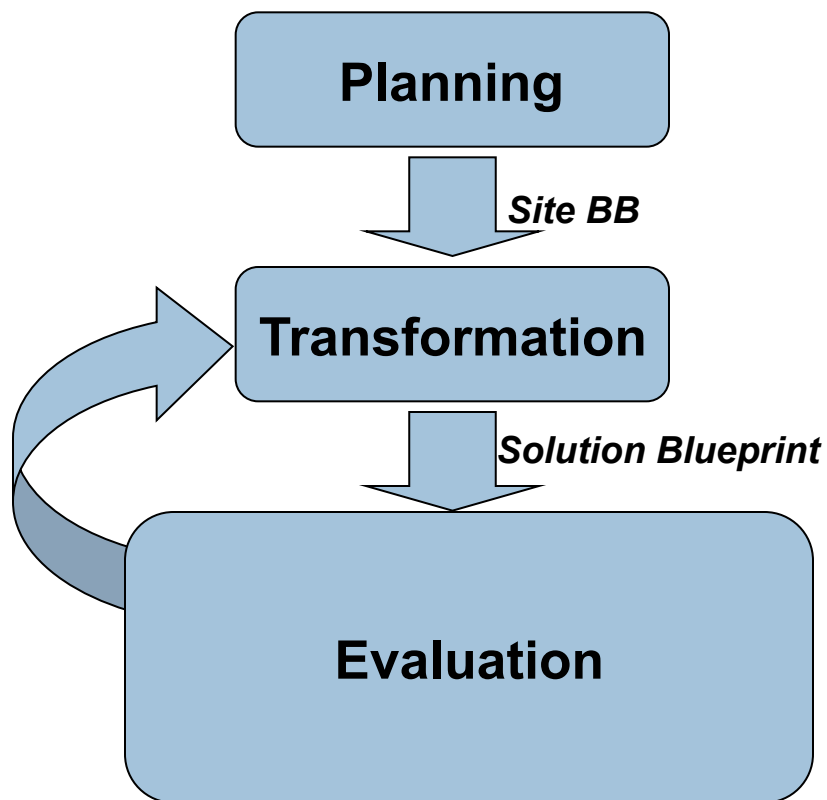 Planning
Site BB
Transformation
Solution Blueprint
Evaluation